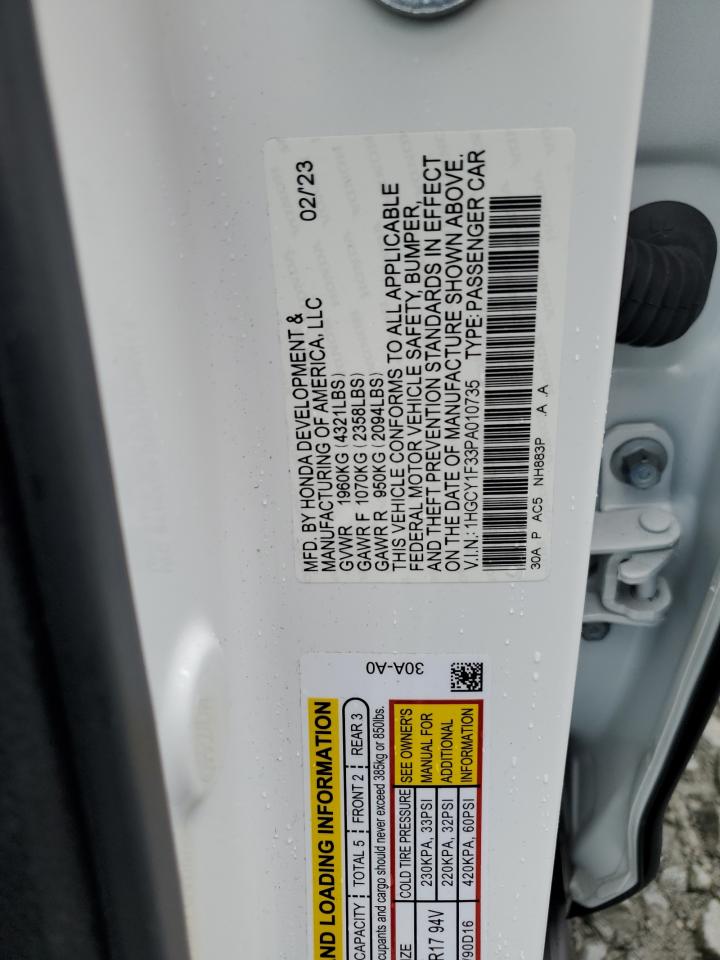 MFD. BY HONDA DEVELOPMENT & 02/'23
MANUFACTURING OF AMERICA, LLC
GVWR 1960KG (4321LBS)
GAWR F 1070KG (2358LBS)
GAWR R 950KG (2094LBS)
THIS VEHICLE CONFORMS TO ALL APPLICABLE
FEDERAL MOTOR VEHICLE SAFETY, BUMPER,
AND THEFT PREVENTION STANDARDS IN EFFECT
ON THE DATE OF MANUFACTURE SHOWN ABOVE.
V.I.N.: 1HGCY1F33PA010735 TYPE: PASSENGER CAR
30A P AC5 NH883P .A .A
30A-A0
AND LOADING INFORMATION
CAPACITY TOTAL 5 FRONT 2 REAR 3
cupants and cargo should never exceed 385kg or 850lbs.
IZE COLD TIRE PRESSURE SEE OWNER'S
R17 94V 230KPA, 33PSI MANUAL FOR
220KPA, 32PSI ADDITIONAL
/90D16 420KPA, 60PSI INFORMATION